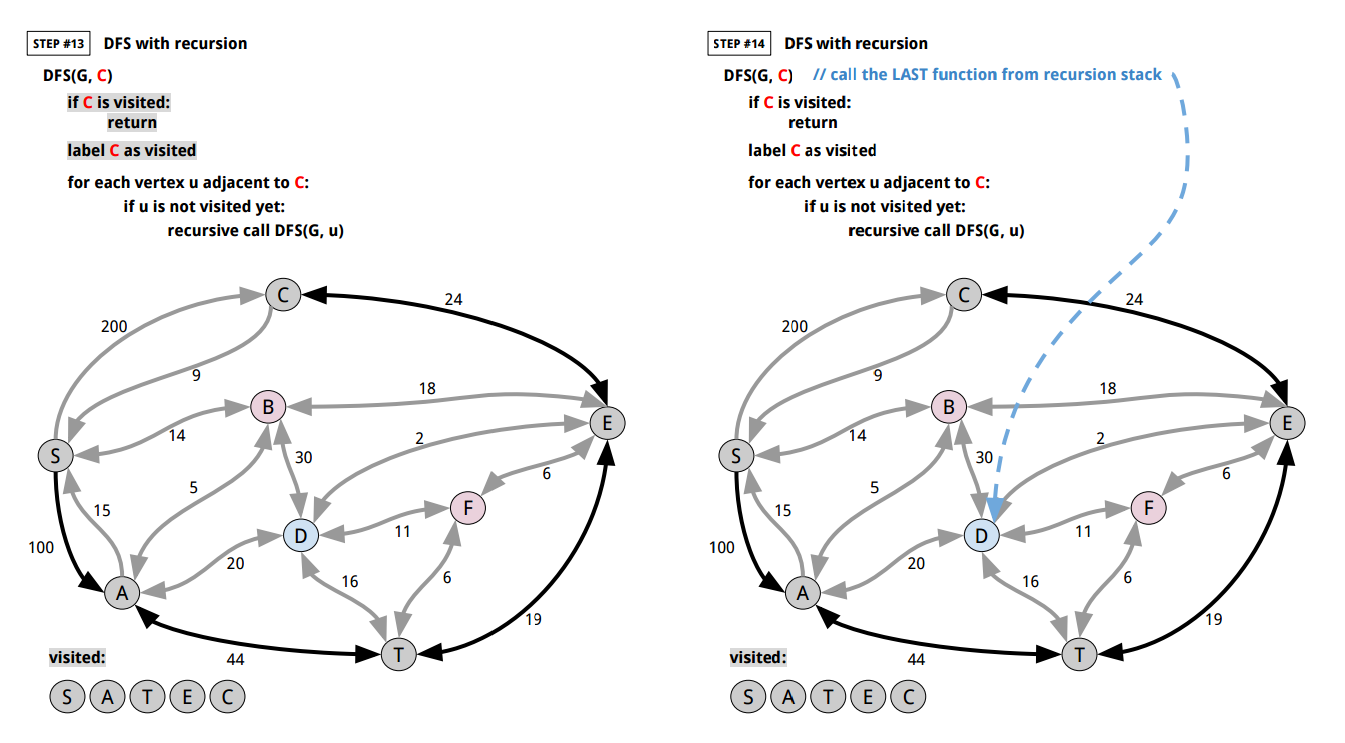 STEP #13 DFS with recursion
DFS(G, C)
if C is visited:
return
label C as visited
for each vertex u adjacent to C:
if u is not visited yet:
recursive call DFS(G, u)
C
24
200
9
B
18
E
14
2
S
30
5
6
F
15
D
11
100
20
16
6
A
19
T
44
visited:
S A T E C
STEP #14 DFS with recursion
DFS(G, C) // call the LAST function from recursion stack
if C is visited:
return
label C as visited
for each vertex u adjacent to C:
if u is not visited yet:
recursive call DFS(G, u)
C
24
200
9
B
18
E
14
2
S
30
5
6
F
15
D
11
100
20
16
6
A
19
T
44
visited:
S A T E C